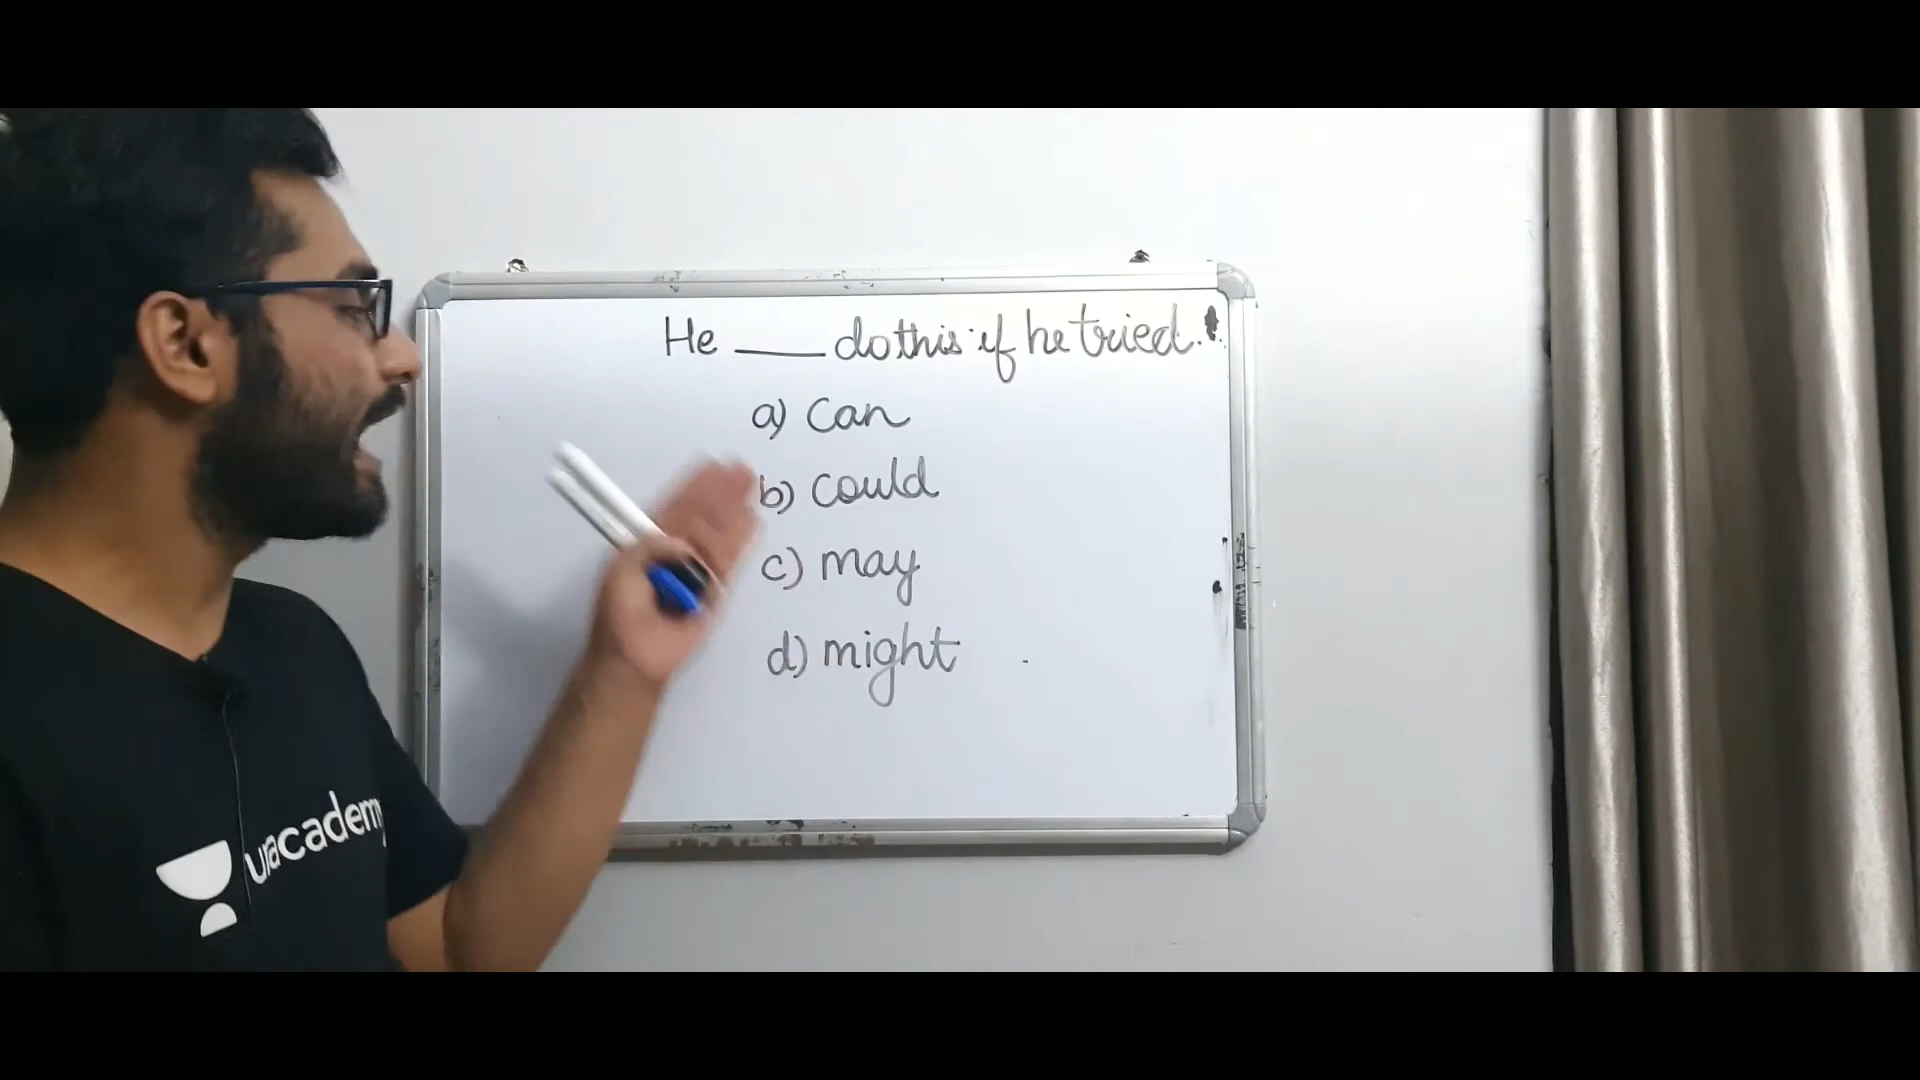 He ___ do this if he tried.
a) can
b) could
c) may
d) might
unacademy